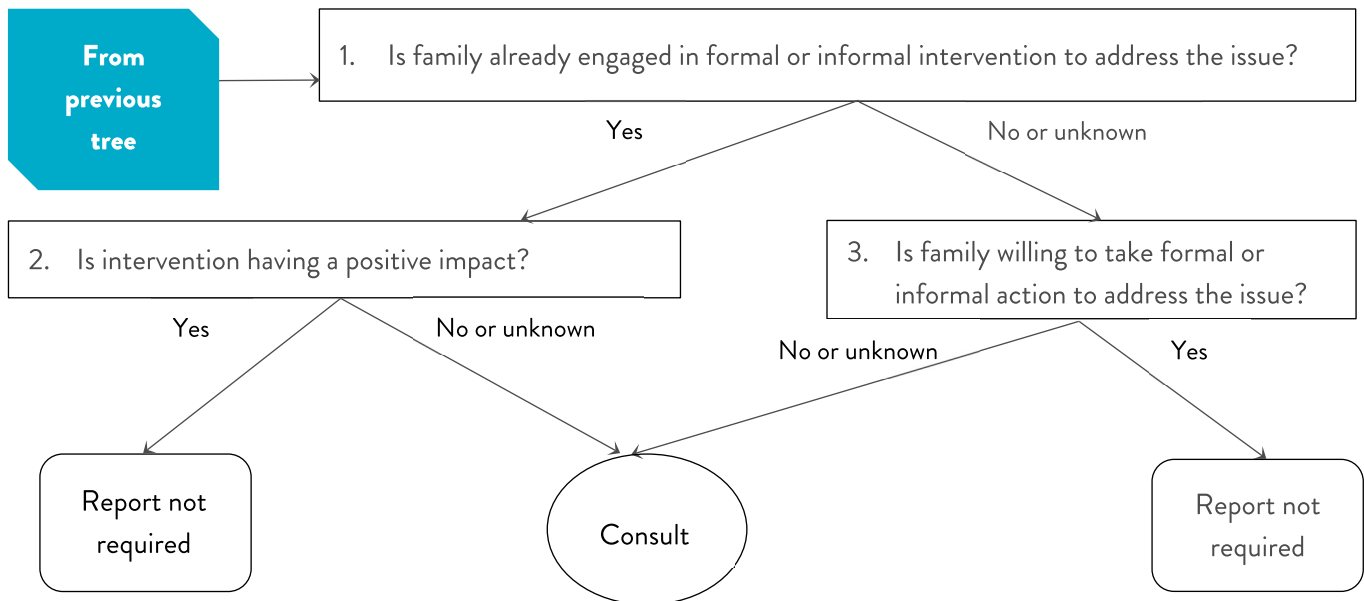 From
previous
tree
1. Is family already engaged in formal or informal intervention to address the issue?
Yes
No or unknown
2. Is intervention having a positive impact?
3. Is family willing to take formal or
informal action to address the issue?
Yes
No or unknown
No or unknown
Yes
Report not
required
Consult
Report not
required